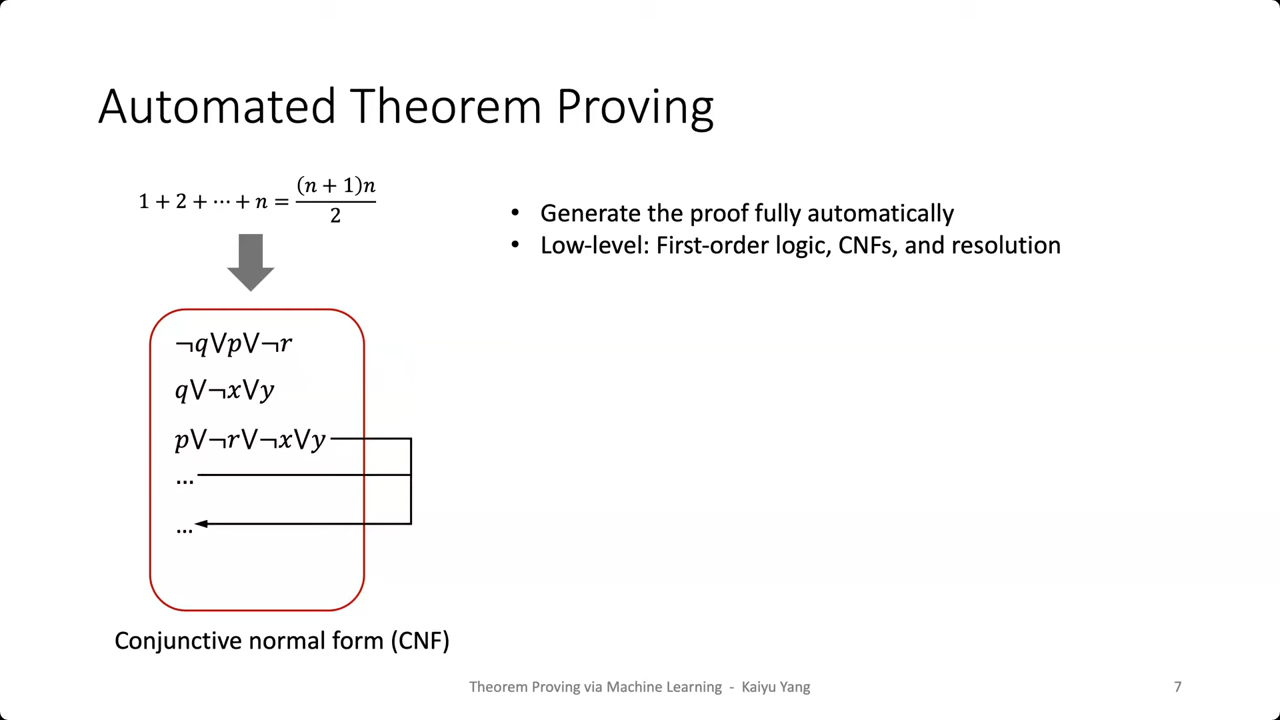 Automated Theorem Proving
1 + 2 + ⋯ + n = (n + 1)n / 2
• Generate the proof fully automatically
• Low-level: First-order logic, CNFs, and resolution
¬q∨p∨¬r
q∨¬x∨y
p∨¬r∨¬x∨y
...
...
Conjunctive normal form (CNF)
Theorem Proving via Machine Learning - Kaiyu Yang
7